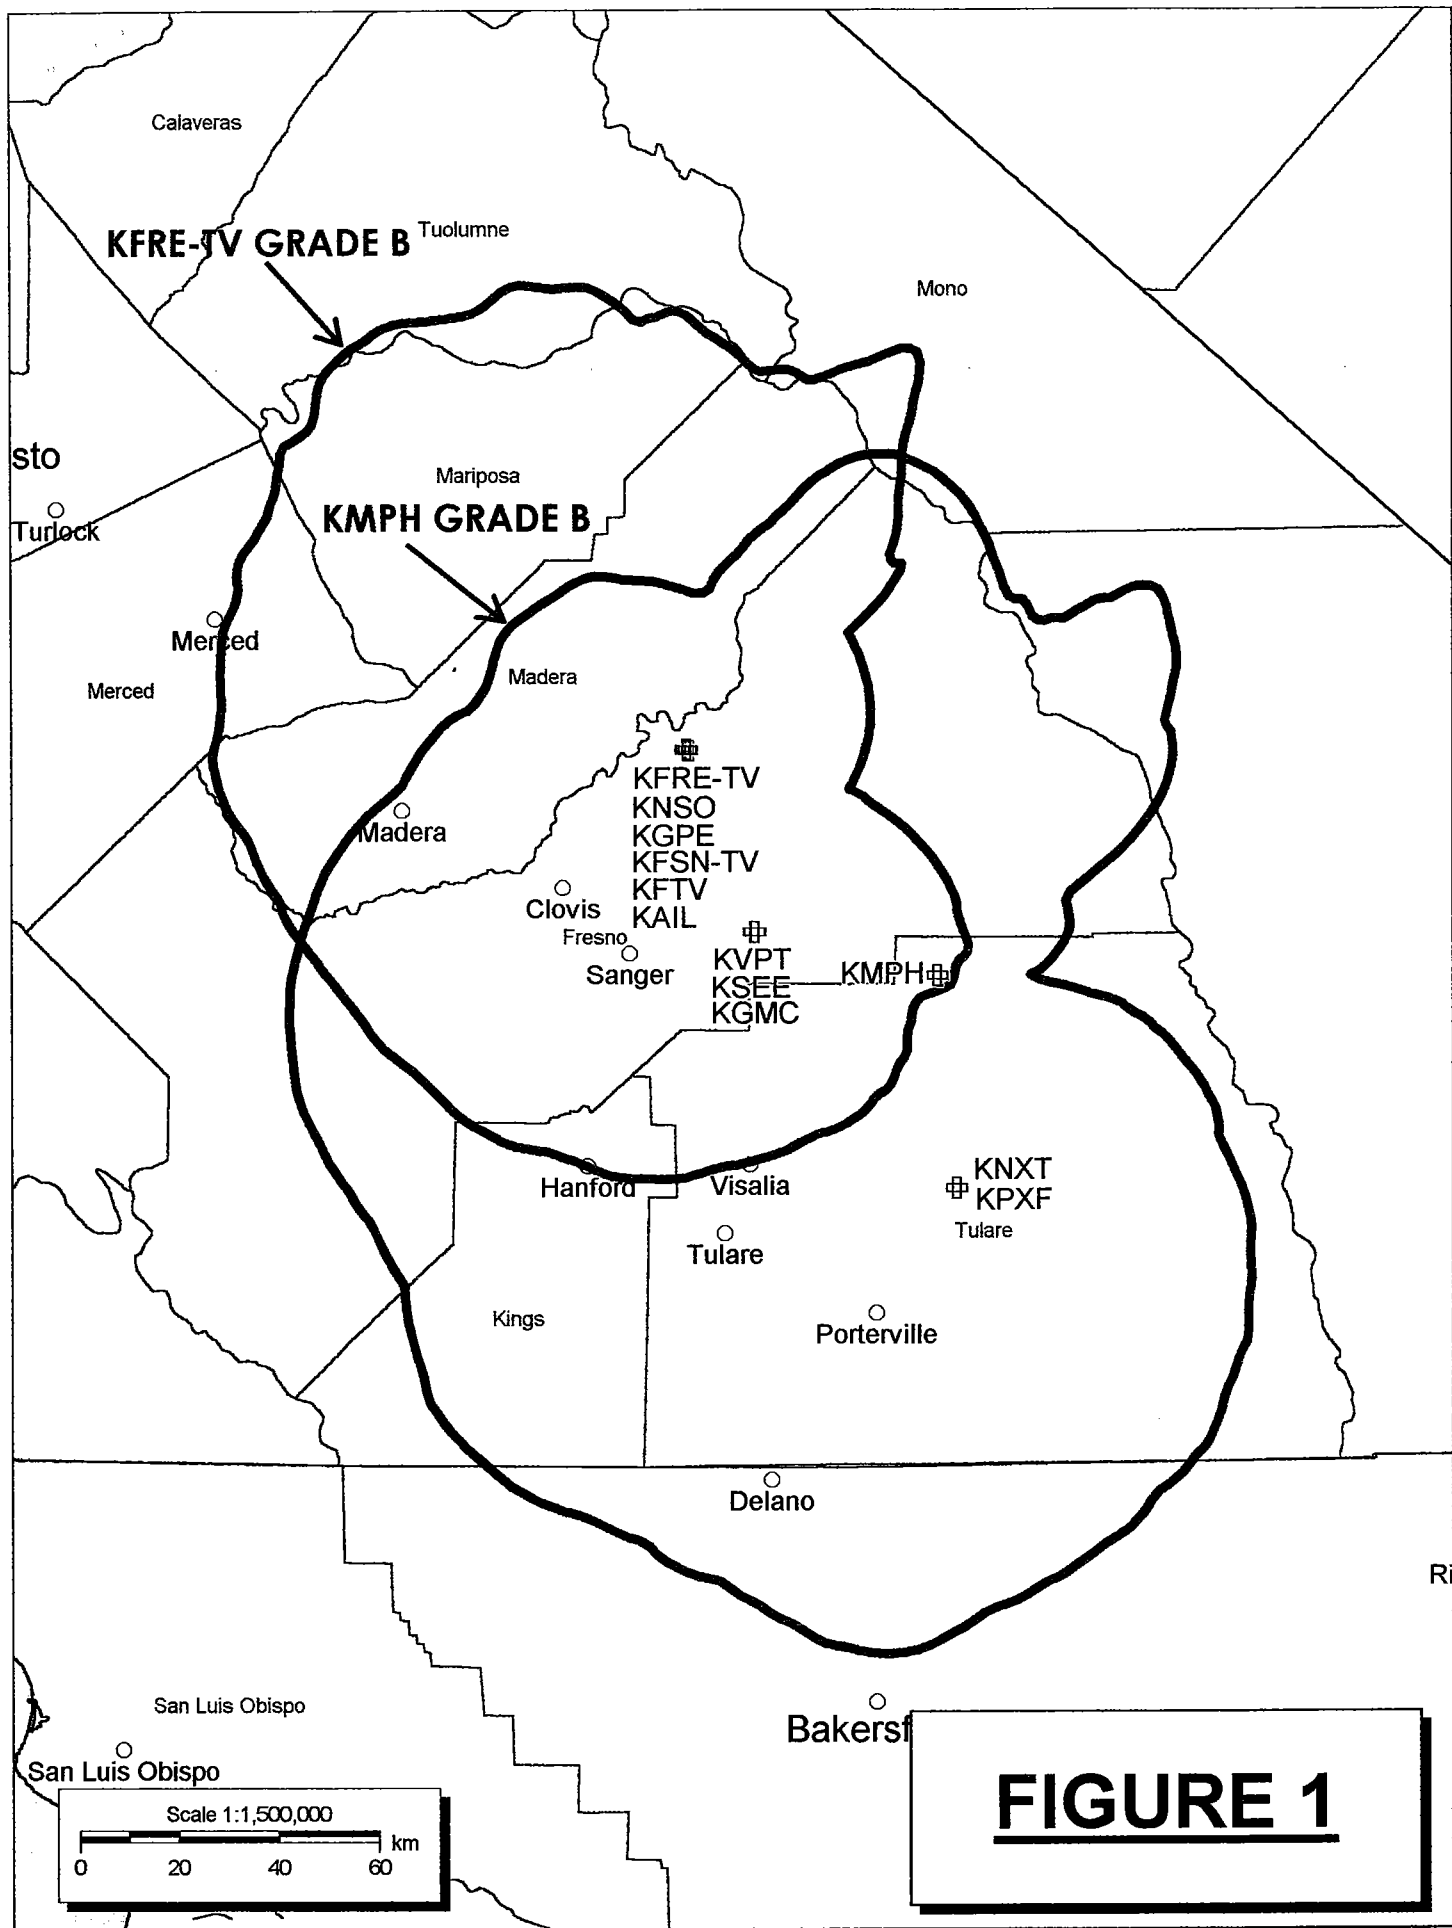 Calaveras
KFRE-TV GRADE B
Tuolumne
Mono
sto
Mariposa
Turlock
KMPH GRADE B
Merced
Merced
Madera
KFRE-TV
KNSO
KGPE
KFSN-TV
KFTV
KAIL
Madera
Clovis
Fresno
Sanger
KVPT
KSEE
KGMC
KMPH
KNXT
KPXF
Hanford
Visalia
Tulare
Tulare
Kings
Porterville
Delano
Ri
San Luis Obispo
Bakersf
San Luis Obispo
Scale 1:1,500,000
km
0 20 40 60
FIGURE 1